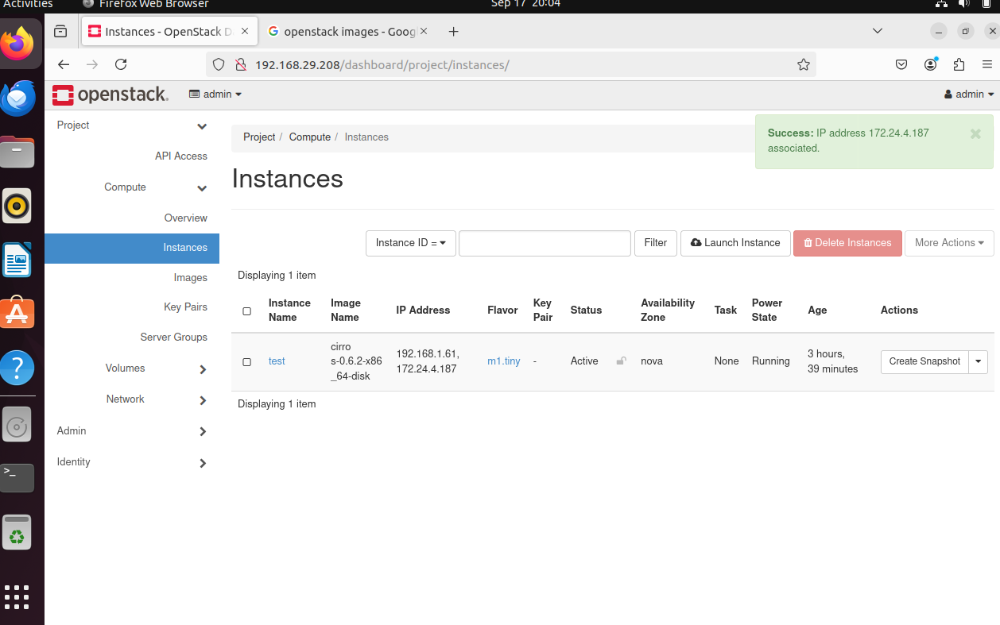 Activities Firefox Web Browser Sep 17 20:04
Instances - OpenStack D openstack images - Goog
192.168.29.208/dashboard/project/instances/
openstack. admin admin
Project
API Access
Compute
Overview
Instances
Images
Key Pairs
Server Groups
Volumes
Network
Admin
Identity
Project / Compute / Instances
Success: IP address 172.24.4.187
associated.
Instances
Instance ID = Filter Launch Instance Delete Instances More Actions
Displaying 1 item
Instance
Name
Image
Name
IP Address
Flavor
Key
Pair
Status
Availability
Zone
Task
Power
State
Age
Actions
test
cirro
s-0.6.2-x86
_64-disk
192.168.1.61,
172.24.4.187
m1.tiny
-
Active
nova
None
Running
3 hours,
39 minutes
Create Snapshot
Displaying 1 item